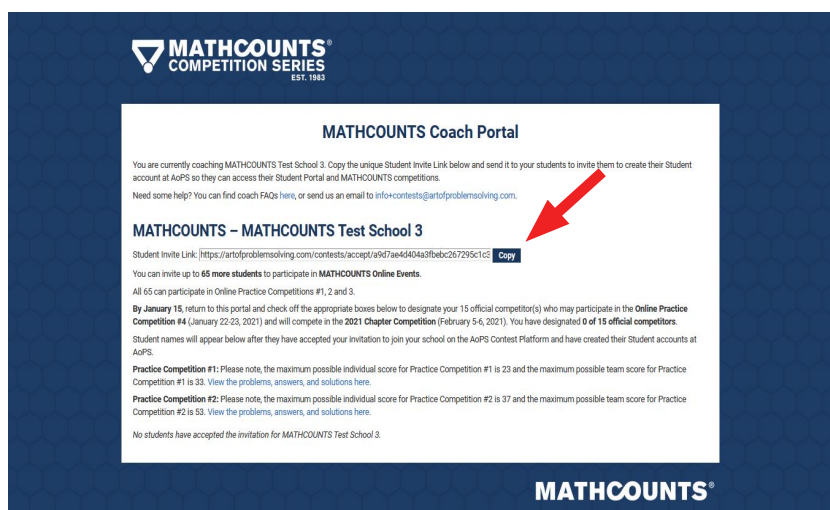 MATHCOUNTS®
COMPETITION SERIES
EST. 1983
MATHCOUNTS Coach Portal
You are currently coaching MATHCOUNTS Test School 3. Copy the unique Student Invite Link below and send it to your students to invite them to create their Student
account at AoPS so they can access their Student Portal and MATHCOUNTS competitions.
Need some help? You can find coach FAQs here, or send us an email to info+contests@artofproblemsolving.com.
MATHCOUNTS – MATHCOUNTS Test School 3
Student Invite Link: https://artofproblemsolving.com/contests/accept/a9d7ae4d404a3fbebc267295c1c3 Copy
You can invite up to 65 more students to participate in MATHCOUNTS Online Events.
All 65 can participate in Online Practice Competitions #1, 2 and 3.
By January 15, return to this portal and check off the appropriate boxes below to designate your 15 official competitor(s) who may participate in the Online Practice
Competition #4 (January 22-23, 2021) and will compete in the 2021 Chapter Competition (February 5-6, 2021). You have designated 0 of 15 official competitors.
Student names will appear below after they have accepted your invitation to join your school on the AoPS Contest Platform and have created their Student accounts at
AoPS.
Practice Competition #1: Please note, the maximum possible individual score for Practice Competition #1 is 23 and the maximum possible team score for Practice
Competition #1 is 33. View the problems, answers, and solutions here.
Practice Competition #2: Please note, the maximum possible individual score for Practice Competition #2 is 37 and the maximum possible team score for Practice
Competition #2 is 53. View the problems, answers, and solutions here.
No students have accepted the invitation for MATHCOUNTS Test School 3.
MATHCOUNTS®